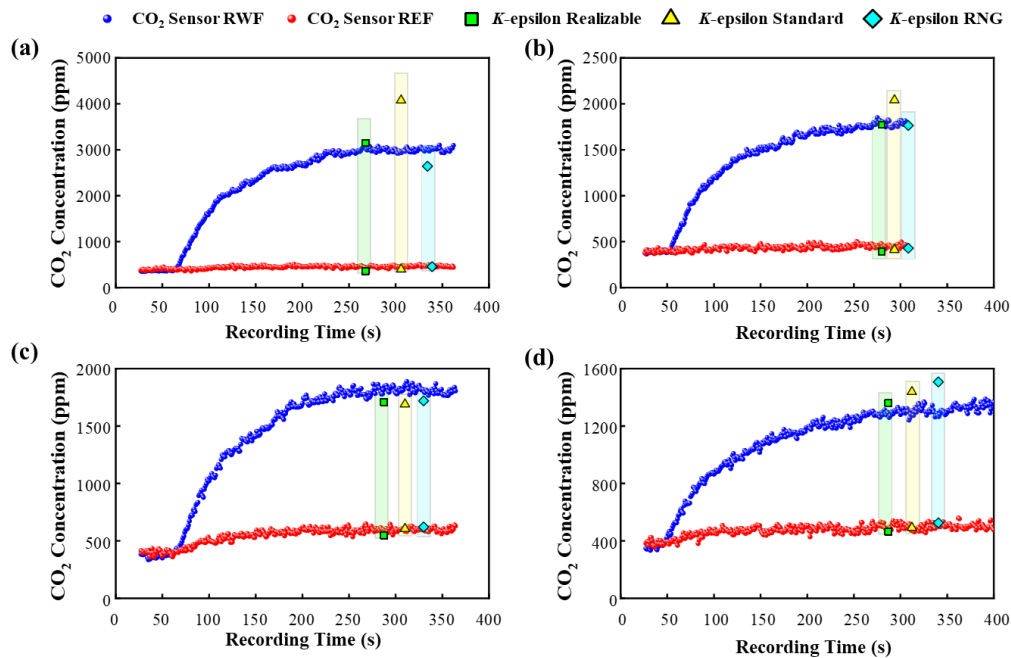 CO₂ Sensor RWF CO₂ Sensor REF K-epsilon Realizable K-epsilon Standard K-epsilon RNG
(a)
CO₂ Concentration (ppm)
5000
4000
3000
2000
1000
0
0 50 100 150 200 250 300 350 400
Recording Time (s)
(b)
CO₂ Concentration (ppm)
2500
2000
1500
1000
500
0
0 50 100 150 200 250 300 350 400
Recording Time (s)
(c)
CO₂ Concentration (ppm)
2000
1500
1000
500
0
0 50 100 150 200 250 300 350 400
Recording Time (s)
(d)
CO₂ Concentration (ppm)
1600
1200
800
400
0
0 50 100 150 200 250 300 350 400
Recording Time (s)